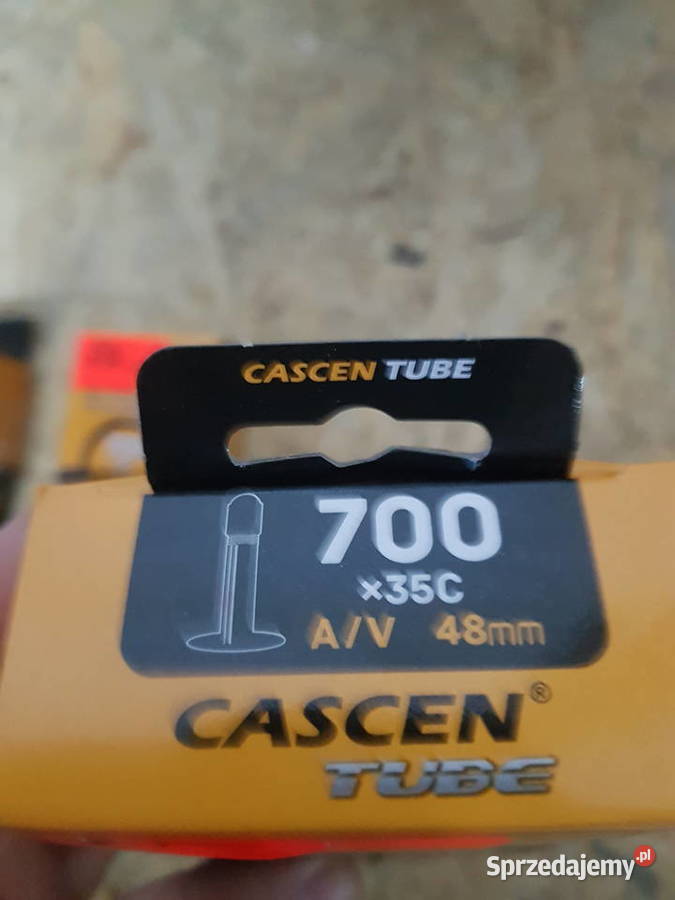 CASCEN TUBE
700
×35C
A/V 48mm
CASCEN®
TUBE
Sprzedajemy.pl